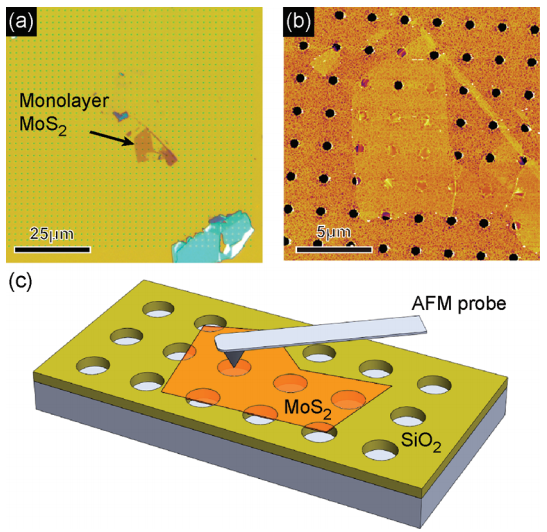 (a)
Monolayer
MoS₂
25μm
(b)
5μm
(c)
AFM probe
MoS₂
SiO₂